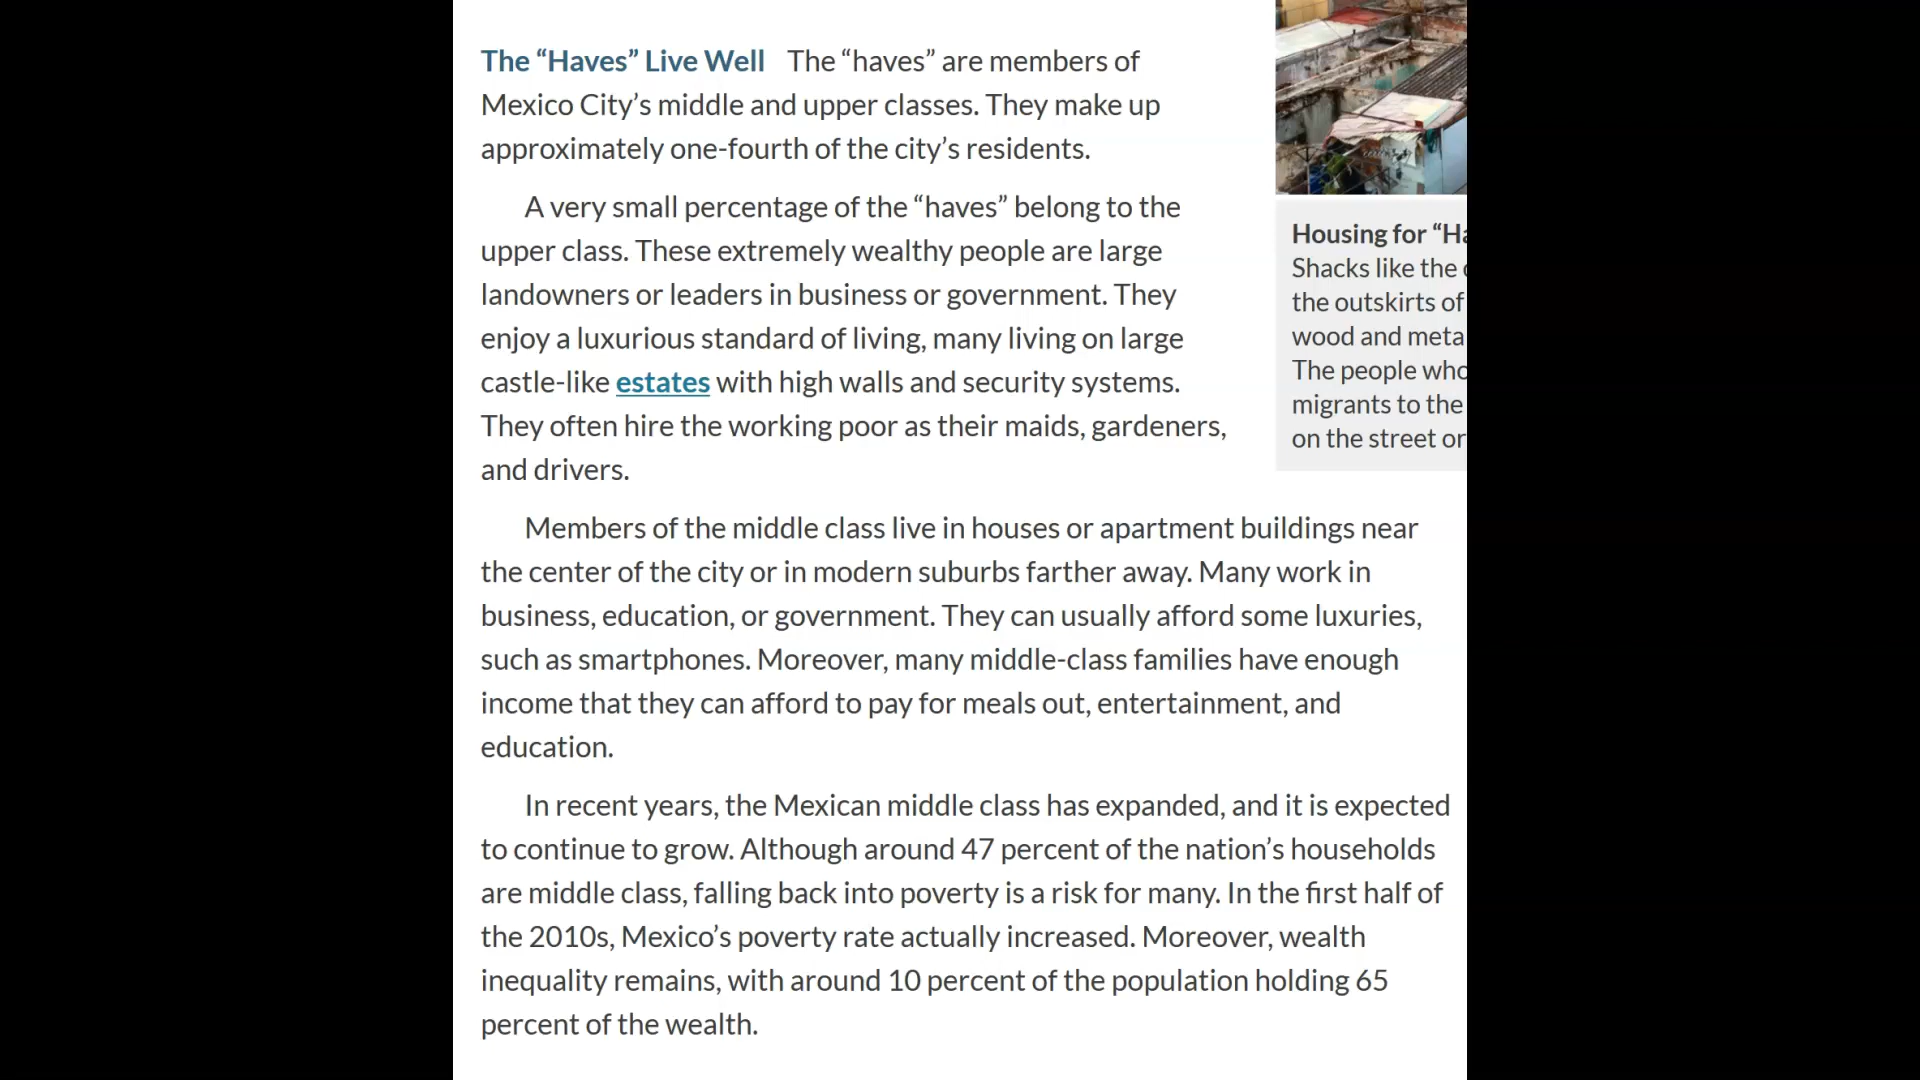 The “Haves” Live Well The “haves” are members of
Mexico City’s middle and upper classes. They make up
approximately one-fourth of the city’s residents.
A very small percentage of the “haves” belong to the
upper class. These extremely wealthy people are large
landowners or leaders in business or government. They
enjoy a luxurious standard of living, many living on large
castle-like estates with high walls and security systems.
They often hire the working poor as their maids, gardeners,
and drivers.
Housing for
Shacks like the
the outskirts of
wood and
The people
migrants to the
on the street or
Members of the middle class live in houses or apartment buildings near
the center of the city or in modern suburbs farther away. Many work in
business, education, or government. They can usually afford some luxuries,
such as smartphones. Moreover, many middle-class families have enough
income that they can afford to pay for meals out, entertainment, and
education.
In recent years, the Mexican middle class has expanded, and it is expected
to continue to grow. Although around 47 percent of the nation’s households
are middle class, falling back into poverty is a risk for many. In the first half of
the 2010s, Mexico’s poverty rate actually increased. Moreover, wealth
inequality remains, with around 10 percent of the population holding 65
percent of the wealth.